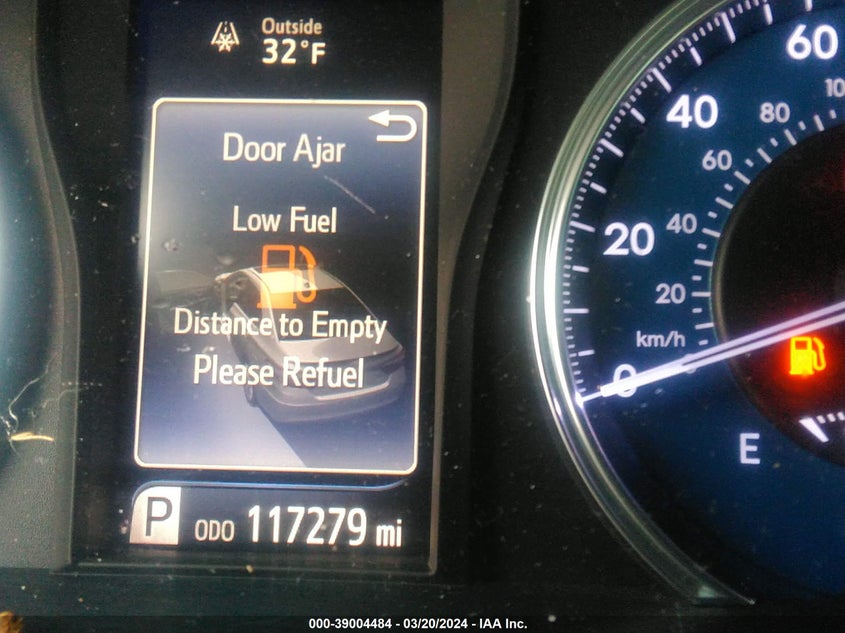 Outside
32°F
Door Ajar
Low Fuel
Distance to Empty
Please Refuel
P ODO 117279 mi
60
40
20
0
80
60
40
20
km/h
E
000-39004484 - 03/20/2024 - IAA Inc.